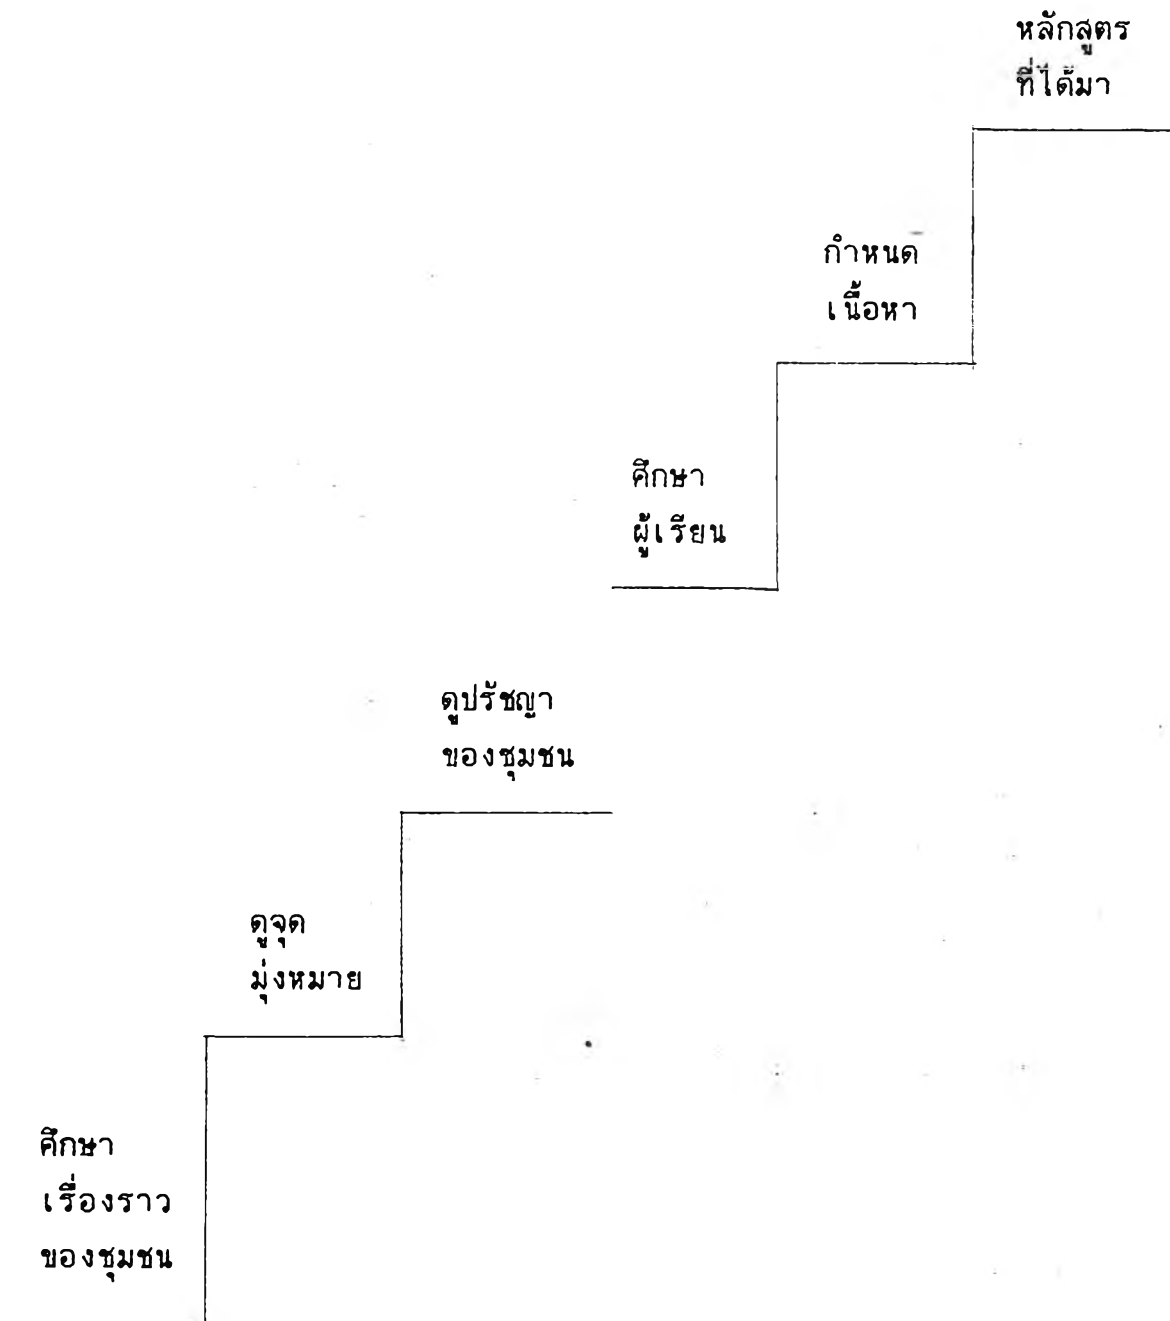 หลักสูตร
ที่ได้มา
กำหนด
เนื้อหา
ศึกษา
ผู้เรียน
ดูปรัชญา
ของชุมชน
ดูจุด
มุ่งหมาย
ศึกษา
เรื่องราว
ของชุมชน